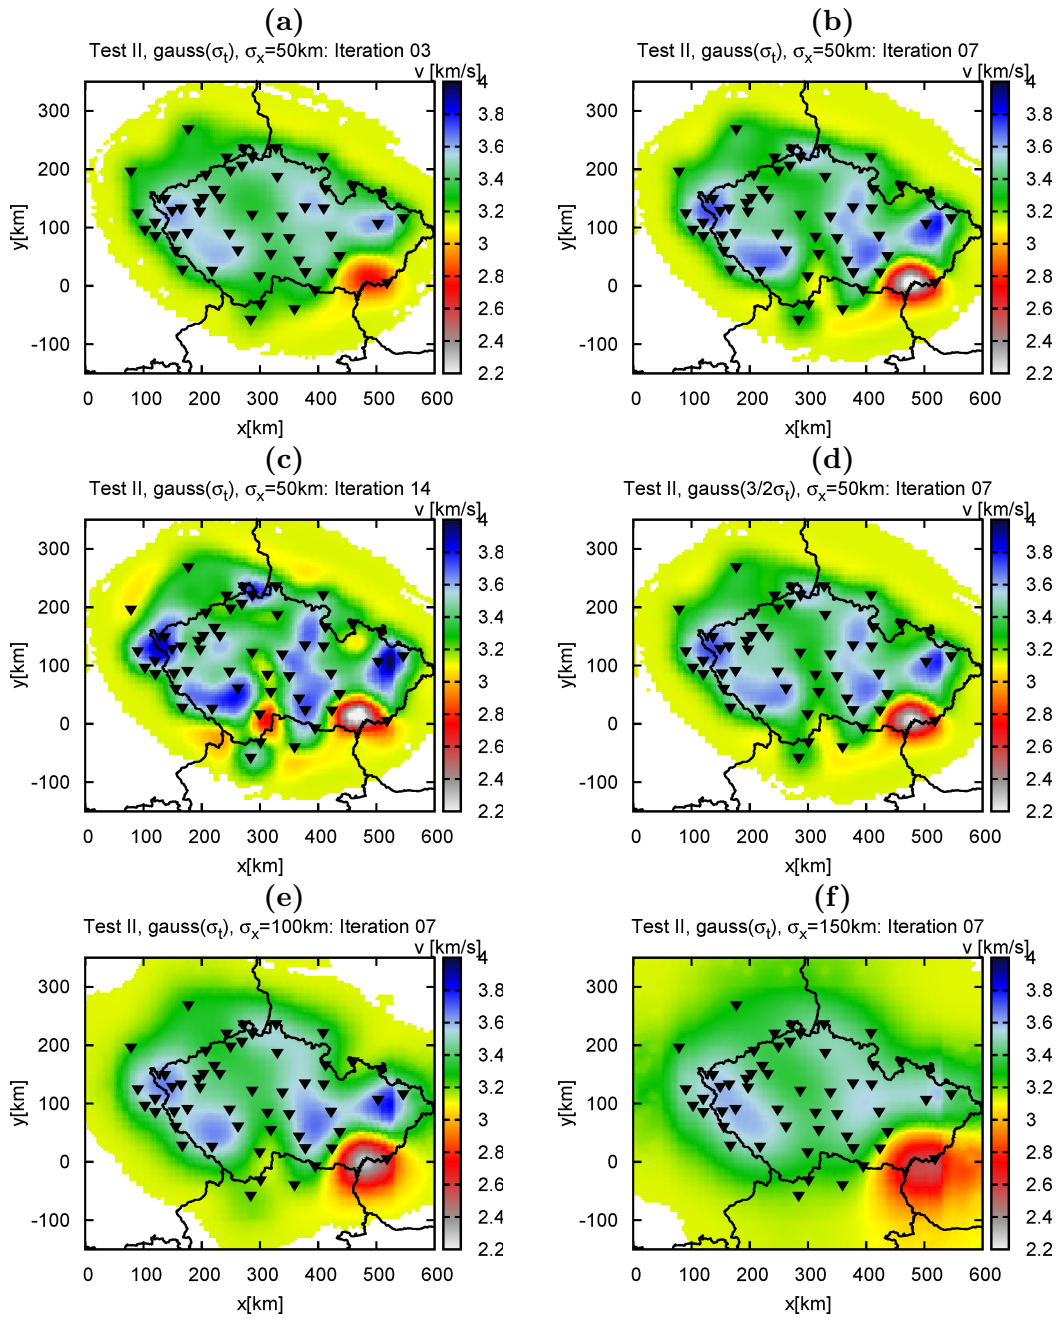 (a)
Test II, gauss(σt), σx=50km: Iteration 03
v [km/s]
y[km]
300
200
100
0
-100
0 100 200 300 400 500 600
x[km]
4
3.8
3.6
3.4
3.2
3
2.8
2.6
2.4
2.2
(b)
Test II, gauss(σt), σx=50km: Iteration 07
v [km/s]
y[km]
300
200
100
0
-100
0 100 200 300 400 500 600
x[km]
4
3.8
3.6
3.4
3.2
3
2.8
2.6
2.4
2.2
(c)
Test II, gauss(σt), σx=50km: Iteration 14
v [km/s]
y[km]
300
200
100
0
-100
0 100 200 300 400 500 600
x[km]
4
3.8
3.6
3.4
3.2
3
2.8
2.6
2.4
2.2
(d)
Test II, gauss(3/2σt), σx=50km: Iteration 07
v [km/s]
y[km]
300
200
100
0
-100
0 100 200 300 400 500 600
x[km]
4
3.8
3.6
3.4
3.2
3
2.8
2.6
2.4
2.2
(e)
Test II, gauss(σt), σx=100km: Iteration 07
v [km/s]
y[km]
300
200
100
0
-100
0 100 200 300 400 500 600
x[km]
4
3.8
3.6
3.4
3.2
3
2.8
2.6
2.4
2.2
(f)
Test II, gauss(σt), σx=150km: Iteration 07
v [km/s]
y[km]
300
200
100
0
-100
0 100 200 300 400 500 600
x[km]
4
3.8
3.6
3.4
3.2
3
2.8
2.6
2.4
2.2